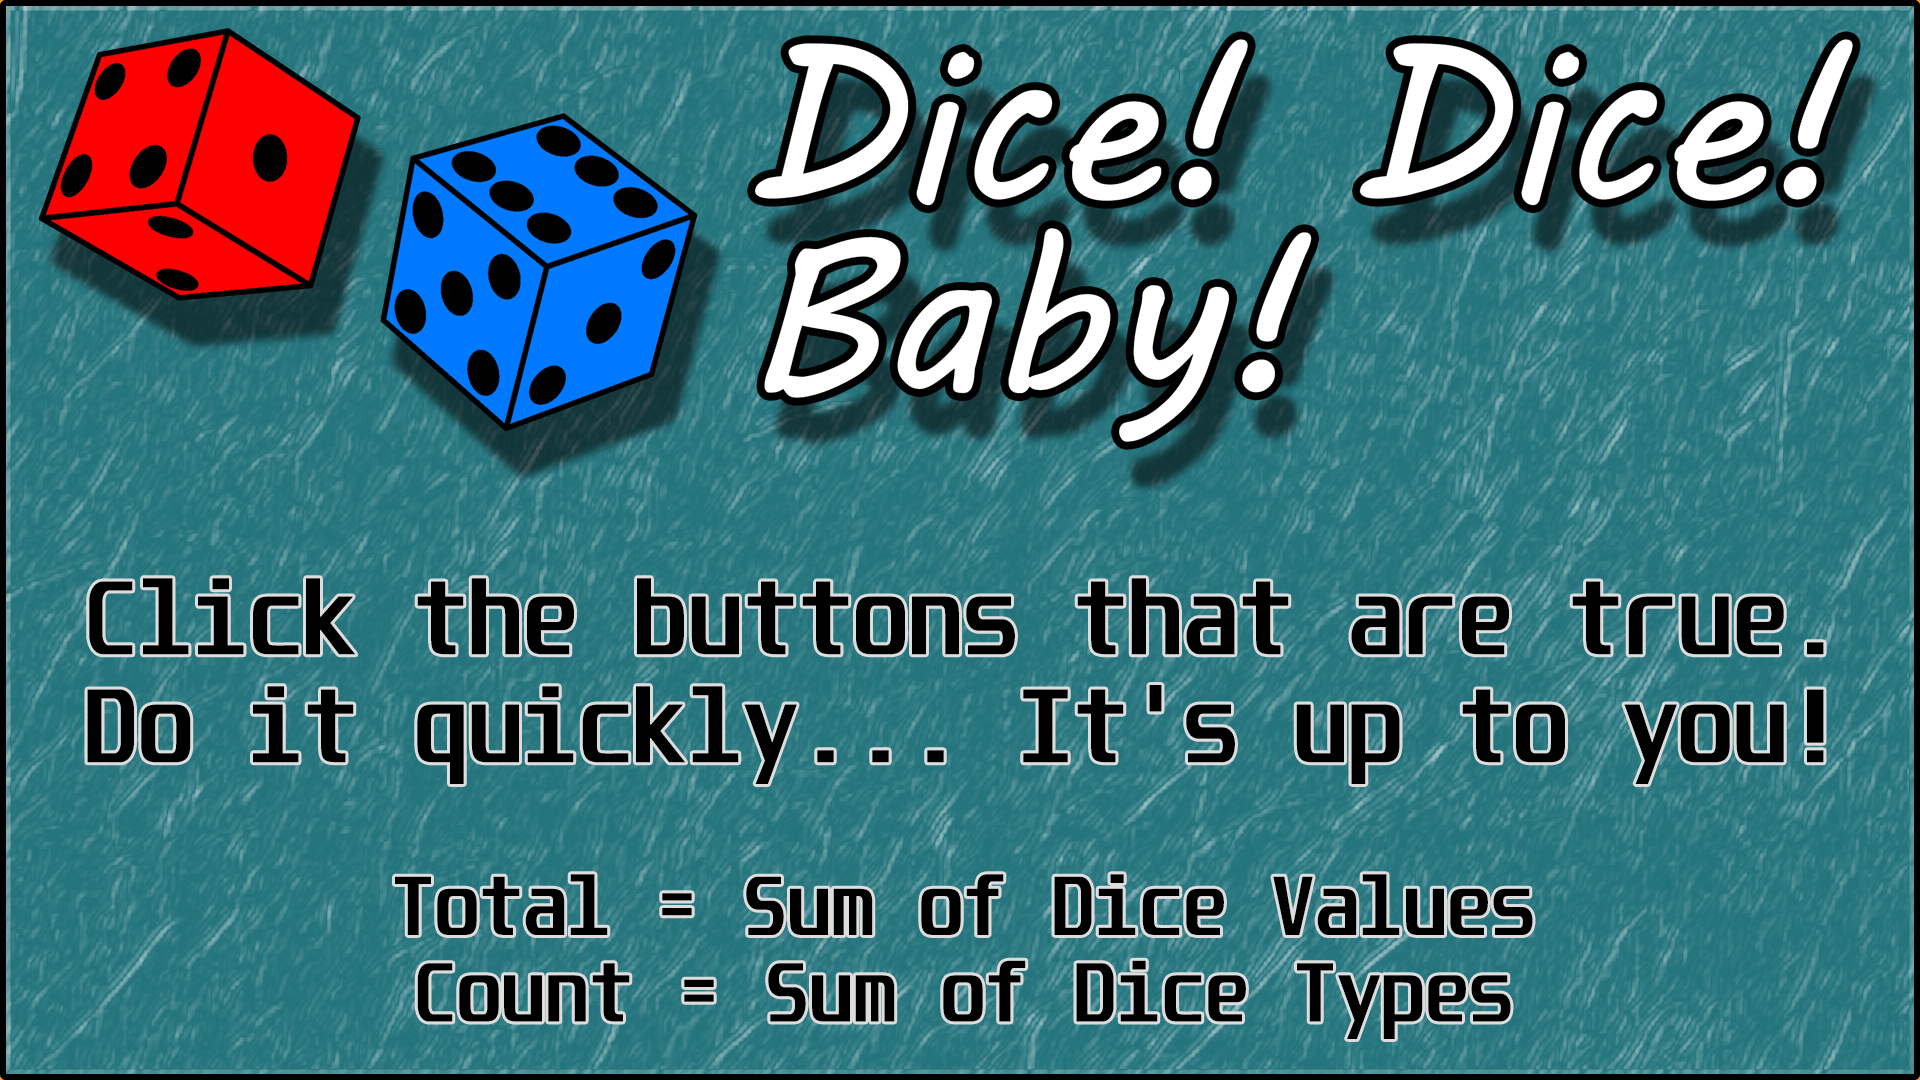 Dice! Dice!
Baby!
Click the buttons that are true.
Do it quickly... It's up to you!
Total = Sum of Dice Values
Count = Sum of Dice Types